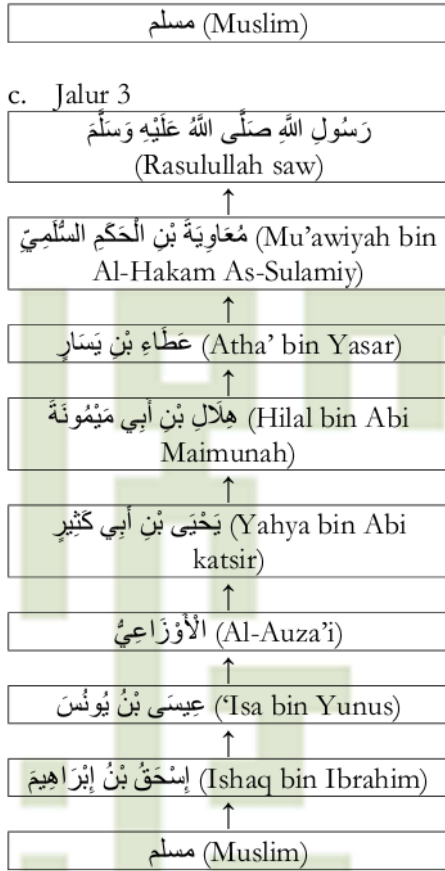 مسلم (Muslim)
c. Jalur 3
رَسُولِ اللَّهِ صَلَّى اللَّهُ عَلَيْهِ وَسَلَّمَ
(Rasulullah saw)
↑
مُعَاوِيَةَ بْنِ الْحَكَمِ السُّلَمِيِّ (Mu’awiyah bin
Al-Hakam As-Sulamiy)
↑
عَطَاءِ بْنِ يَسَارٍ (Atha’ bin Yasar)
↑
هِلَالِ بْنِ أَبِي مَيْمُونَةَ (Hilal bin Abi
Maimunah)
↑
يَحْيَى بْنِ أَبِي كَثِيرٍ (Yahya bin Abi
katsir)
↑
الْأَوْزَاعِيُّ (Al-Auza’i)
↑
عِيسَى بْنُ يُونُسَ (‘Isa bin Yunus)
↑
إِسْحَقُ بْنُ إِبْرَاهِيمَ (Ishaq bin Ibrahim)
↑
مسلم (Muslim)